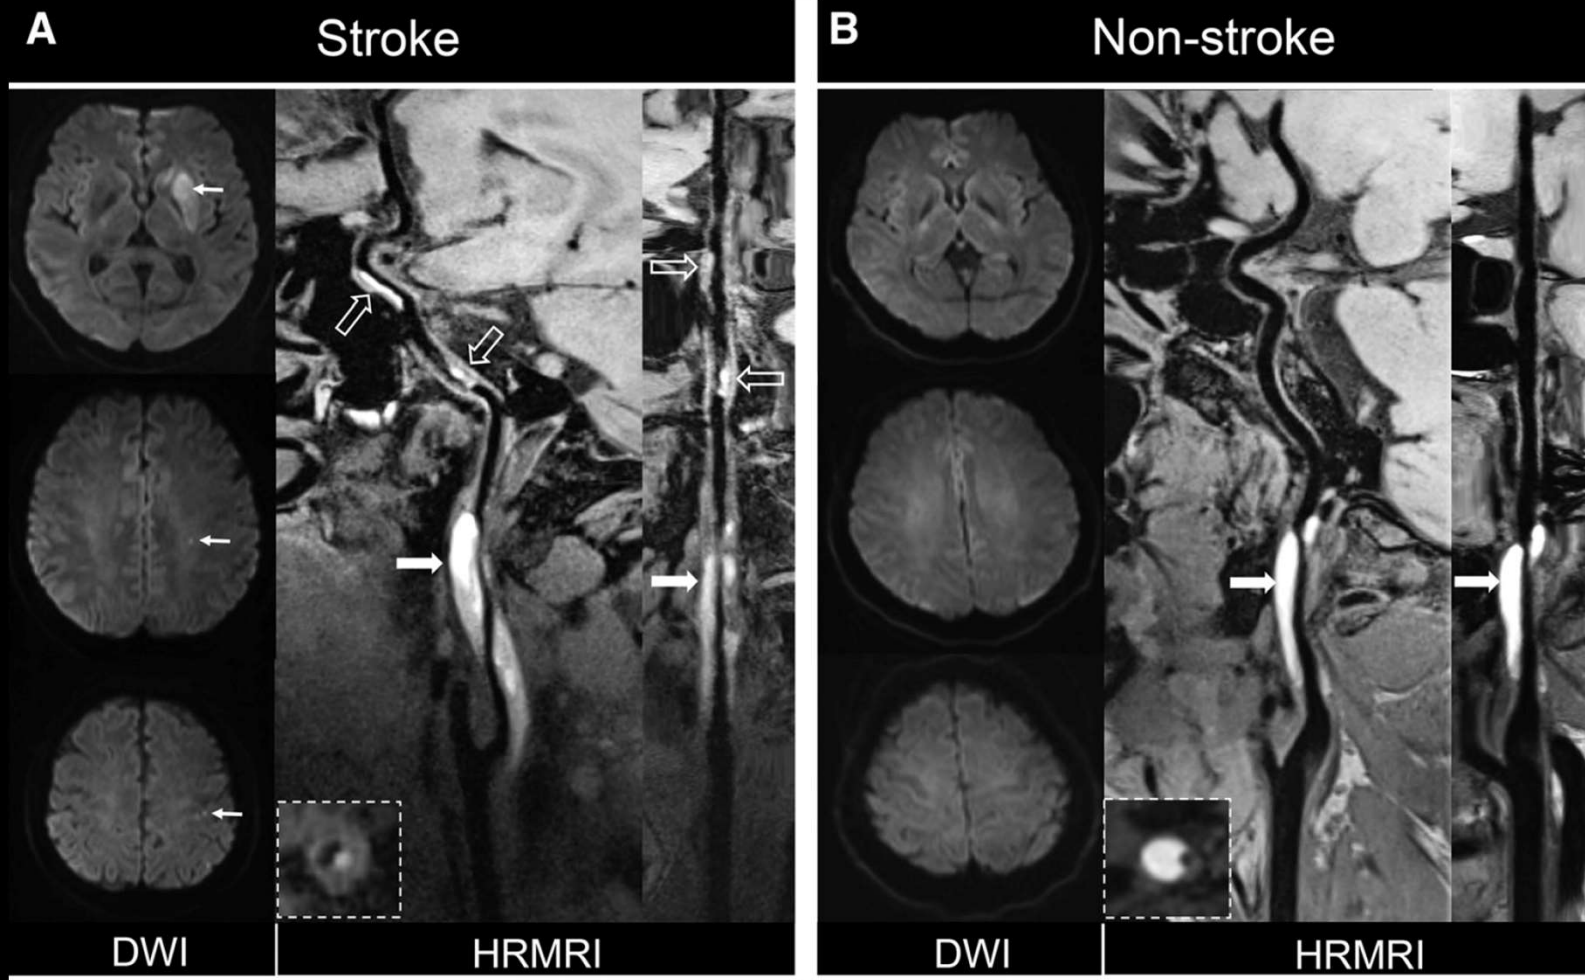 A
Stroke
B
Non-stroke
DWI
HRMRI
DWI
HRMRI